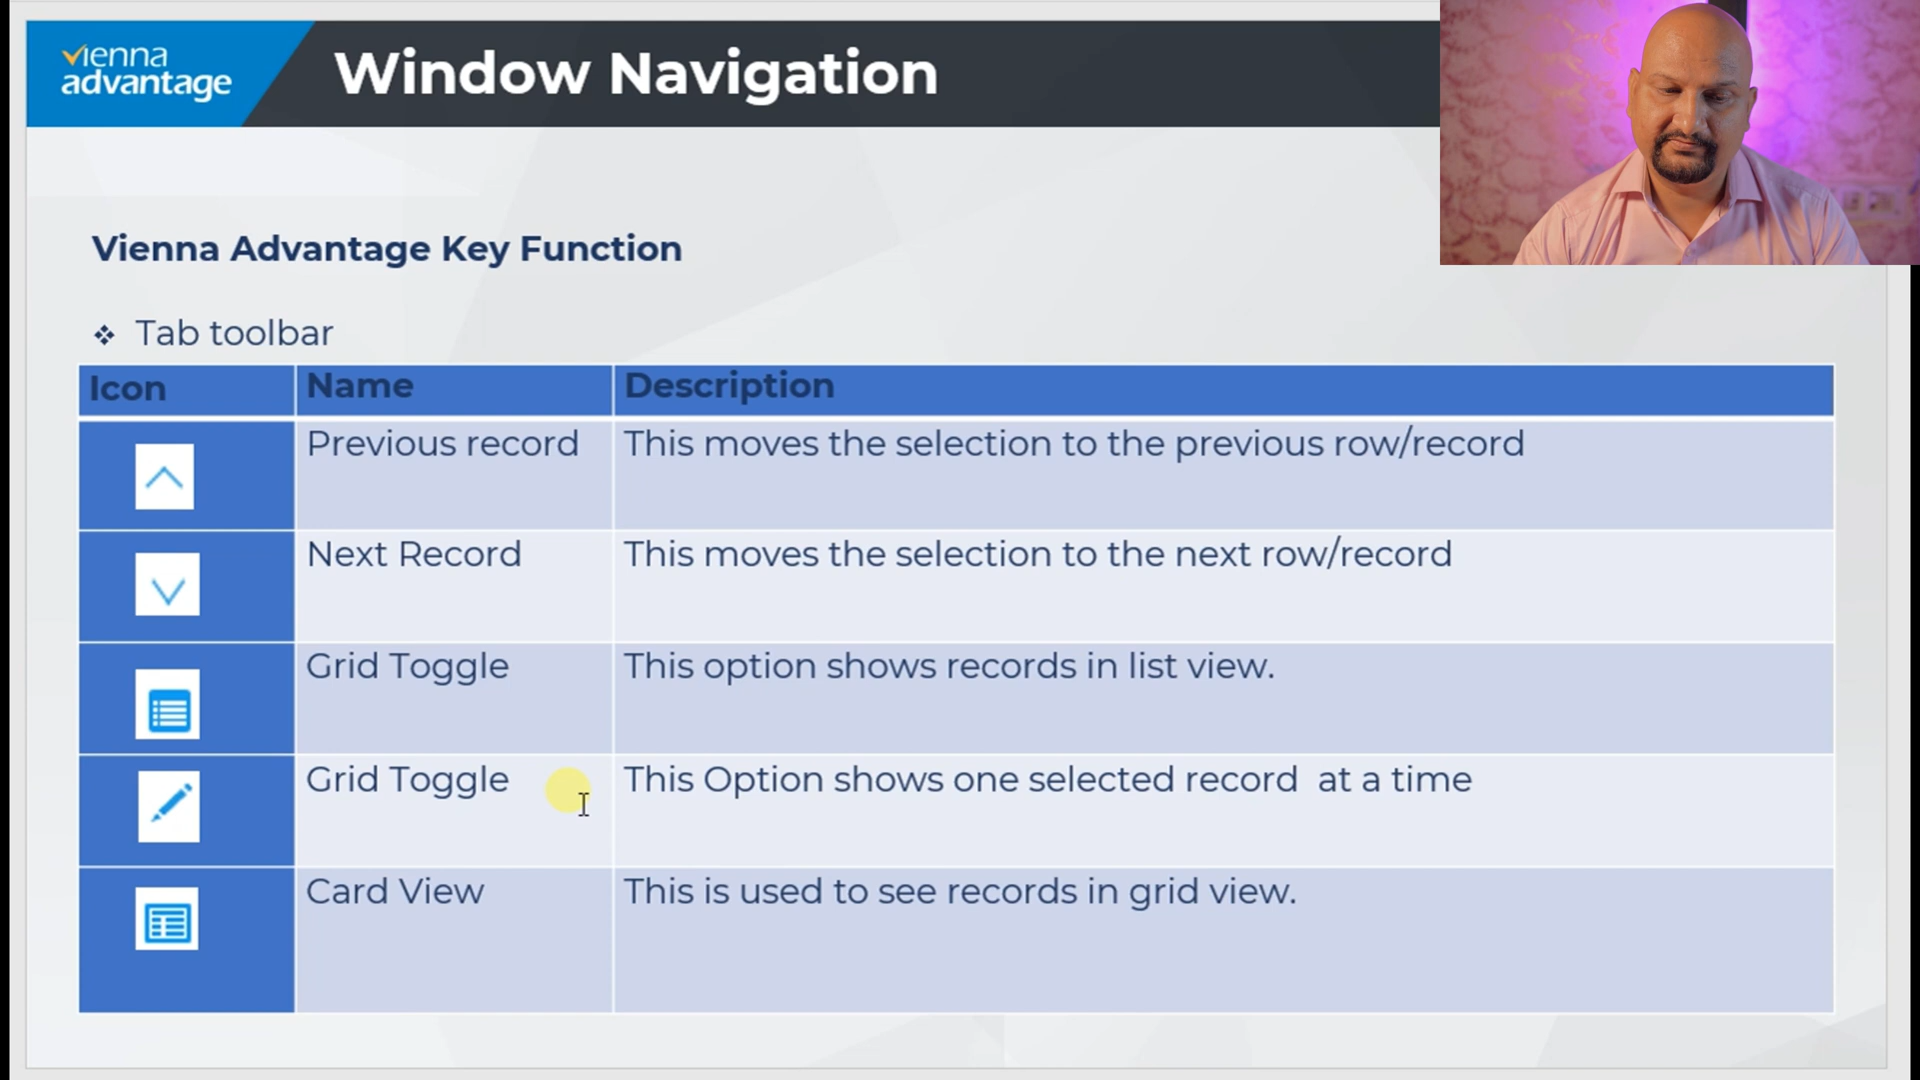 vienna
advantage
Window Navigation
Vienna Advantage Key Function
❖ Tab toolbar
Icon Name Description
Previous record This moves the selection to the previous row/record
Next Record This moves the selection to the next row/record
Grid Toggle This option shows records in list view.
Grid Toggle This Option shows one selected record at a time
Card View This is used to see records in grid view.